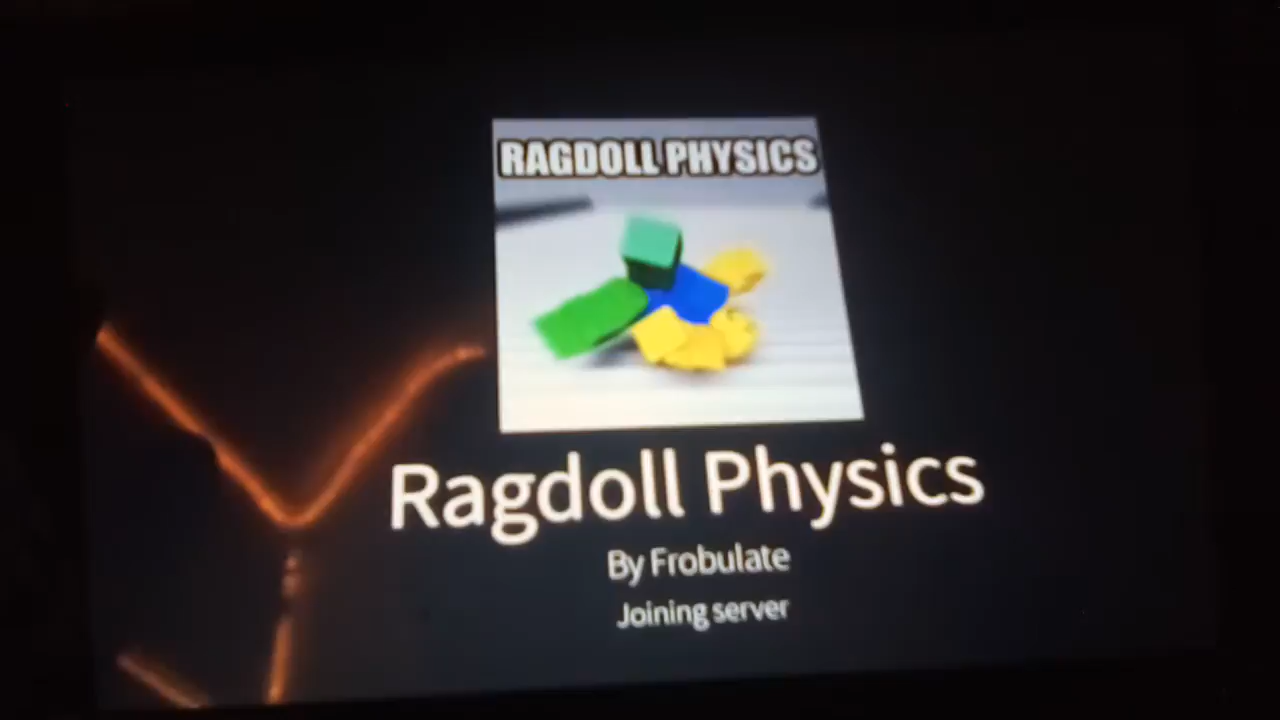 RAGDOLL PHYSICS
Ragdoll Physics
By Frobulate
Joining server